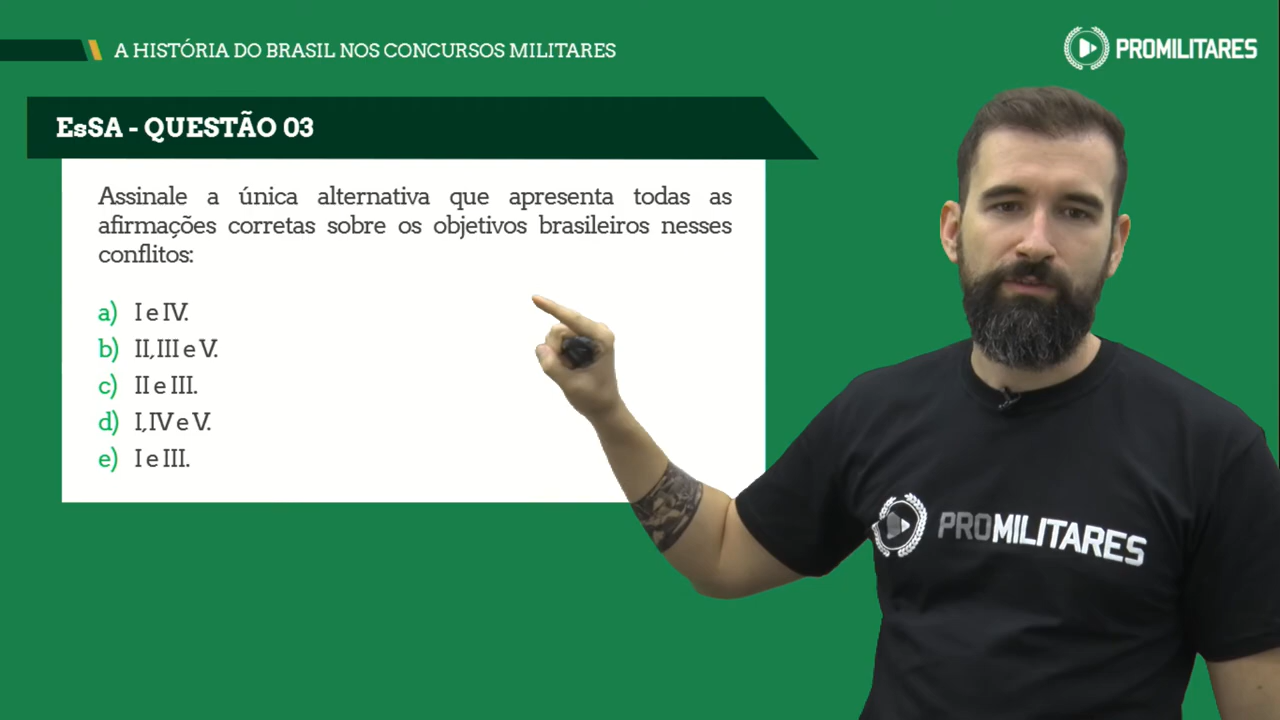 A HISTÓRIA DO BRASIL NOS CONCURSOS MILITARES
PROMILITARES
EsSA - QUESTÃO 03
Assinale a única alternativa que apresenta todas as
afirmações corretas sobre os objetivos brasileiros nesses
conflitos:
a) I e IV.
b) II, III e V.
c) II e III.
d) I, IV e V.
e) I e III.
PROMILITARES